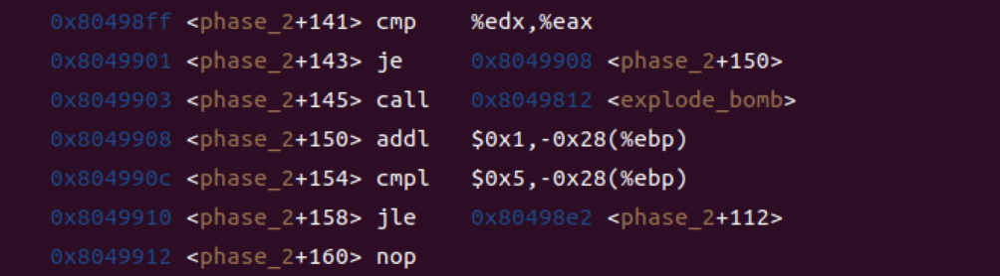 0x80498ff <phase_2+141> cmp %edx,%eax
0x8049901 <phase_2+143> je 0x8049908 <phase_2+150>
0x8049903 <phase_2+145> call 0x8049812 <explode_bomb>
0x8049908 <phase_2+150> addl $0x1,-0x28(%ebp)
0x804990c <phase_2+154> cmpl $0x5,-0x28(%ebp)
0x8049910 <phase_2+158> jle 0x80498e2 <phase_2+112>
0x8049912 <phase_2+160> nop